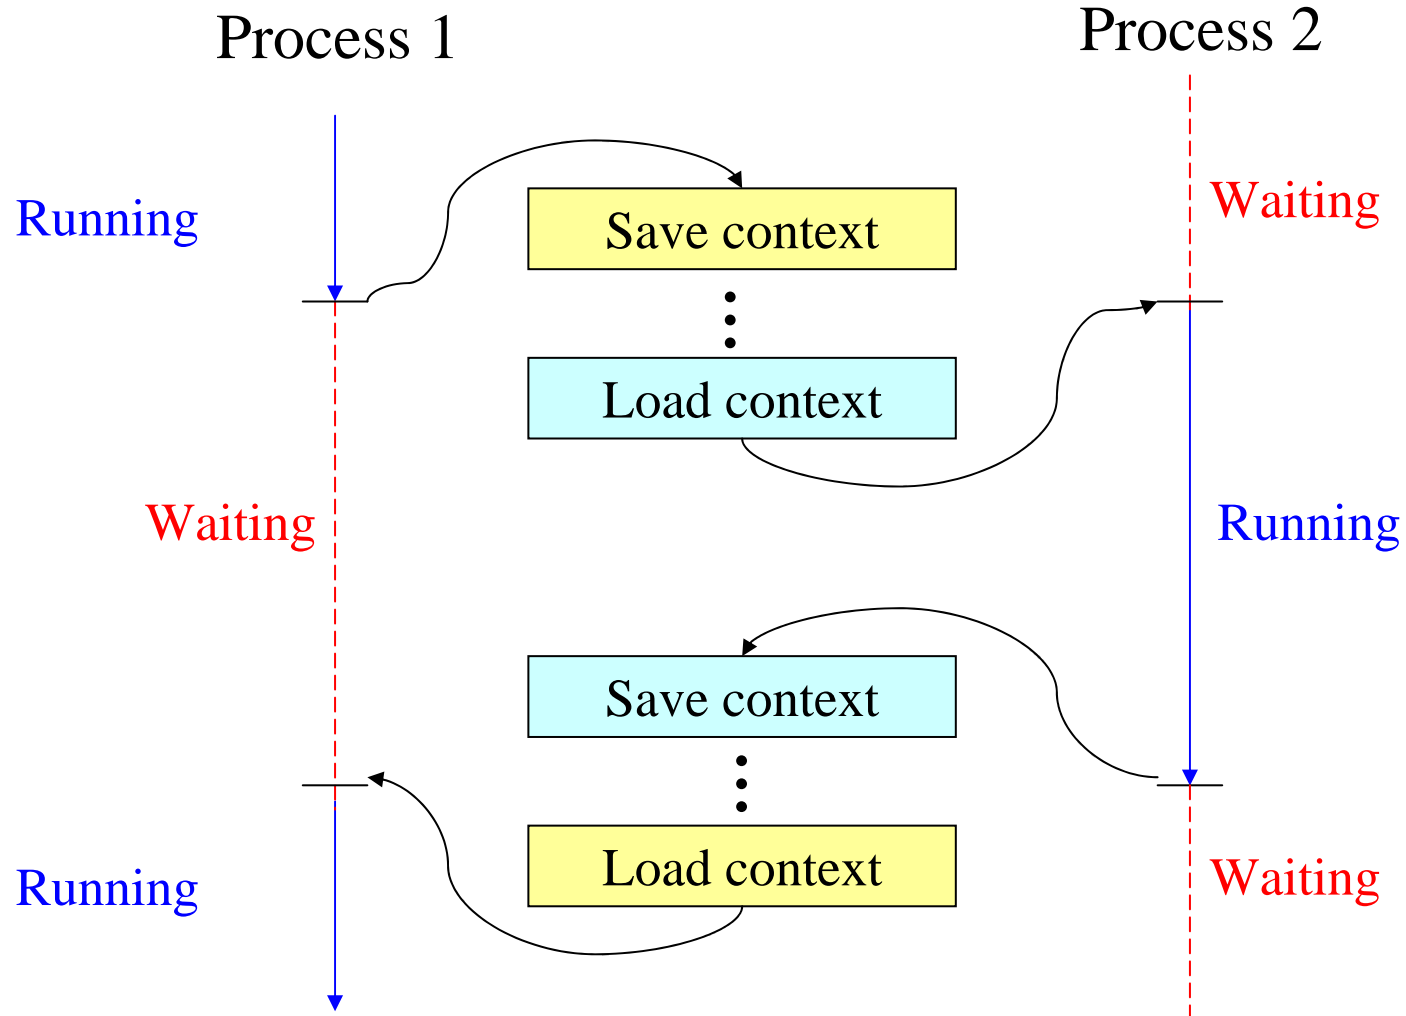 Process 1
Process 2
Running
Save context
Waiting
Load context
Waiting
Running
Save context
Load context
Running
Waiting